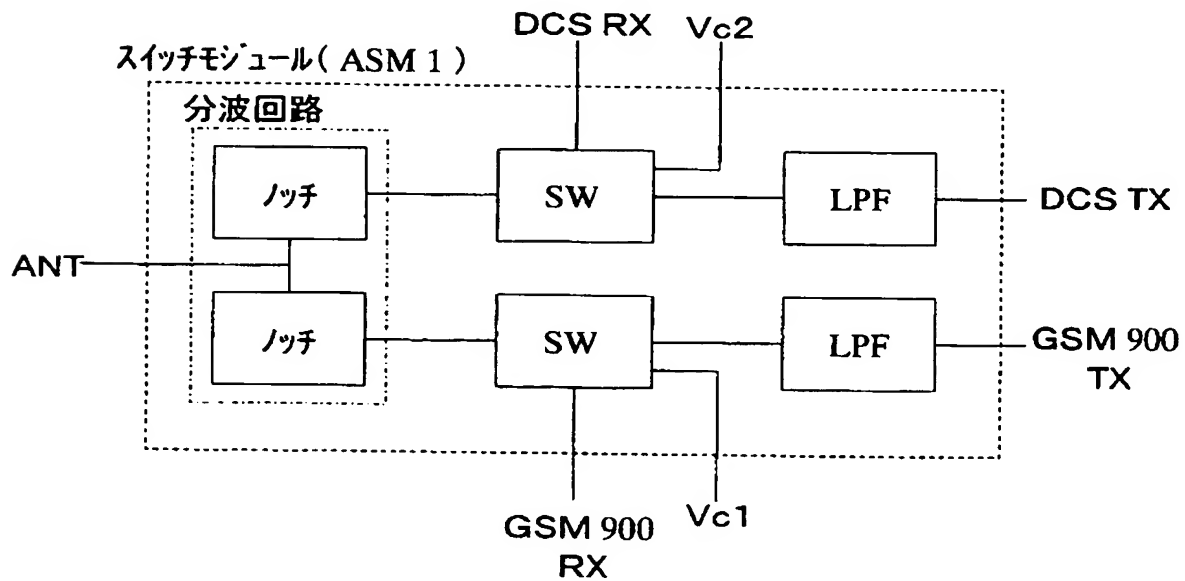 DCS RX
Vc2
スイッチモジュール( ASM 1 )
分波回路
ノッチ
SW
LPF
DCS TX
ANT
ノッチ
SW
LPF
GSM 900
TX
GSM 900
RX
Vc1